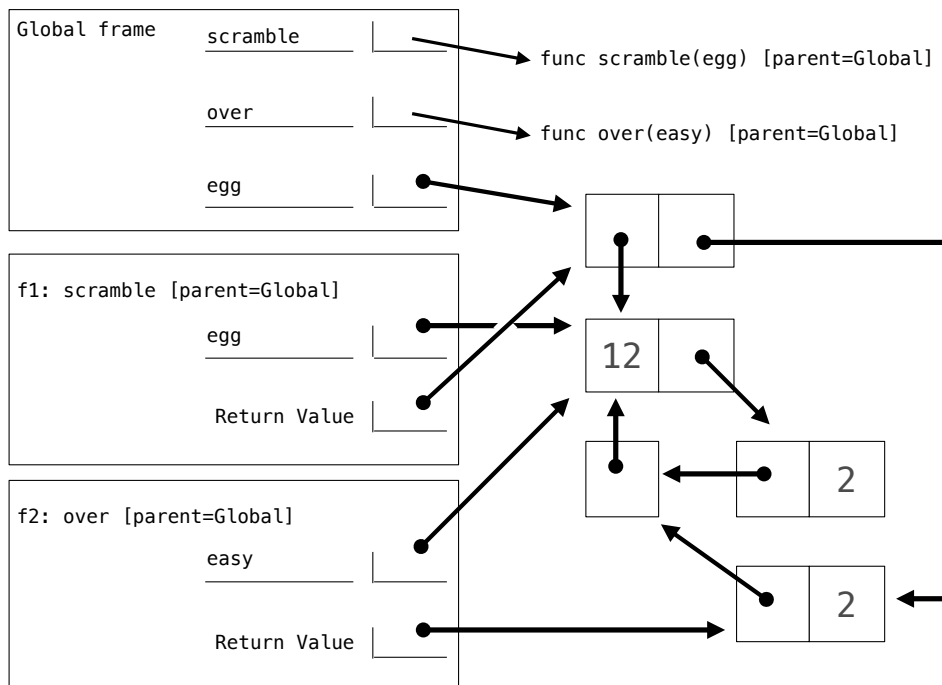 Global frame
scramble
func scramble(egg) [parent=Global]
over
func over(easy) [parent=Global]
egg
f1: scramble [parent=Global]
egg
12
Return Value
2
f2: over [parent=Global]
easy
2
Return Value